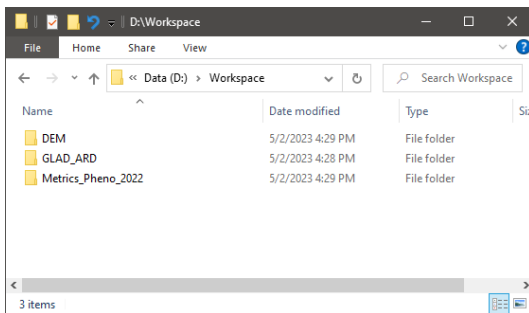 D:\Workspace
File Home Share View
« Data (D:) › Workspace Search Workspace
Name Date modified Type Si
DEM 5/2/2023 4:29 PM File folder
GLAD_ARD 5/2/2023 4:28 PM File folder
Metrics_Pheno_2022 5/2/2023 4:29 PM File folder
3 items